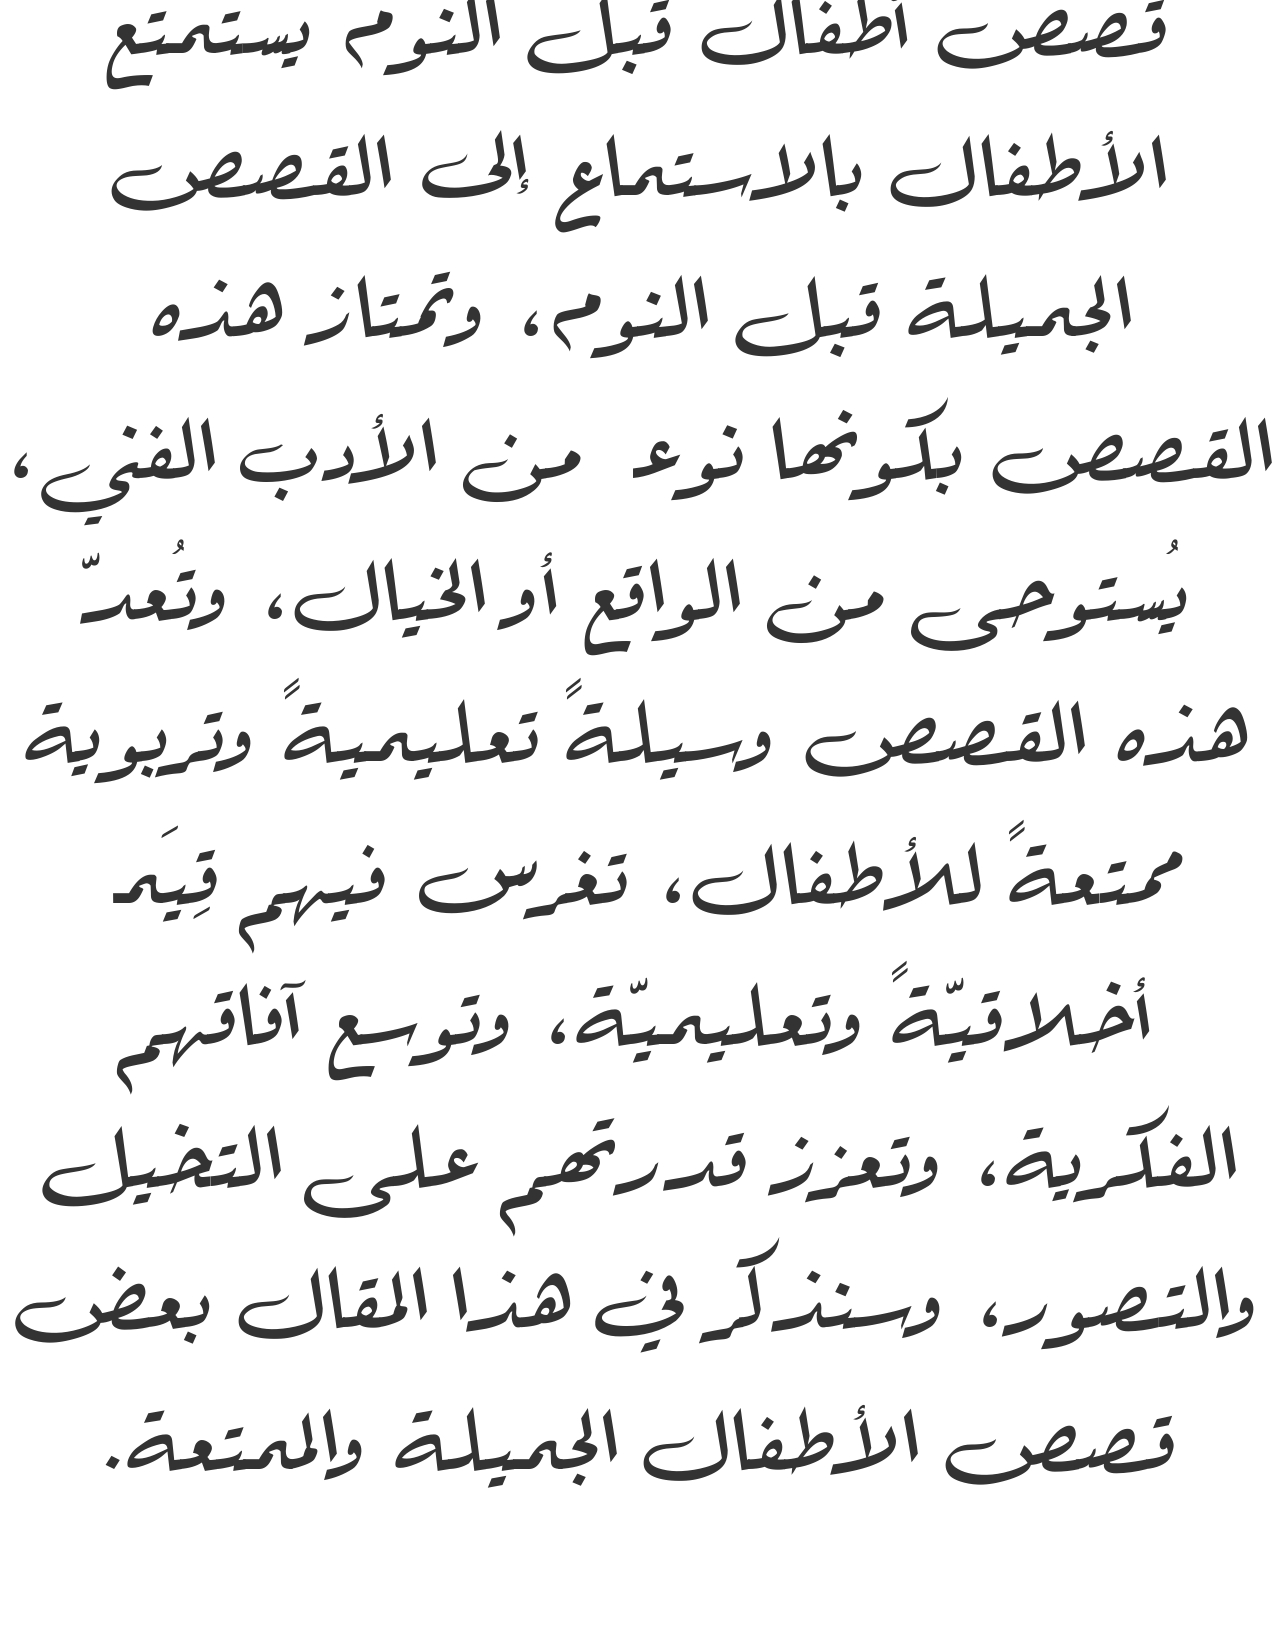 قصص أطفال قبل النوم يستمتع
الأطفال بالاستماع إلى القصص
الجميلة قبل النوم، وتمتاز هذه
القصص بكونها نوعـ من الأدب الفني،
يُستوحى من الواقع أو الخيال، وتُعدّ
هذه القصص وسيلةً تعليميةً وتربوية
ممتعةً للأطفال، تغرس فيهم قِيَمـ
أخلاقيّةً وتعليميّة، وتوسع آفاقهم
الفكرية، وتعزز قدرتهم على التخيل
والتصور، وسنذكر في هذا المقال بعض
قصص الأطفال الجميلة والممتعة.